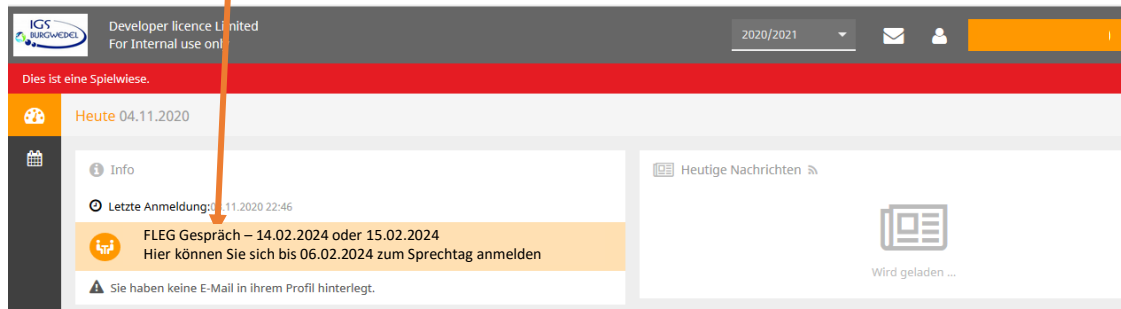 IGS
BURGWEDEL
Developer licence Limited
For Internal use only
2020/2021
Dies ist eine Spielwiese.
Heute 04.11.2020
Info
Heutige Nachrichten
Letzte Anmeldung: .11.2020 22:46
FLEG Gespräch – 14.02.2024 oder 15.02.2024
Hier können Sie sich bis 06.02.2024 zum Sprechtag anmelden
Wird geladen ...
Sie haben keine E-Mail in ihrem Profil hinterlegt.